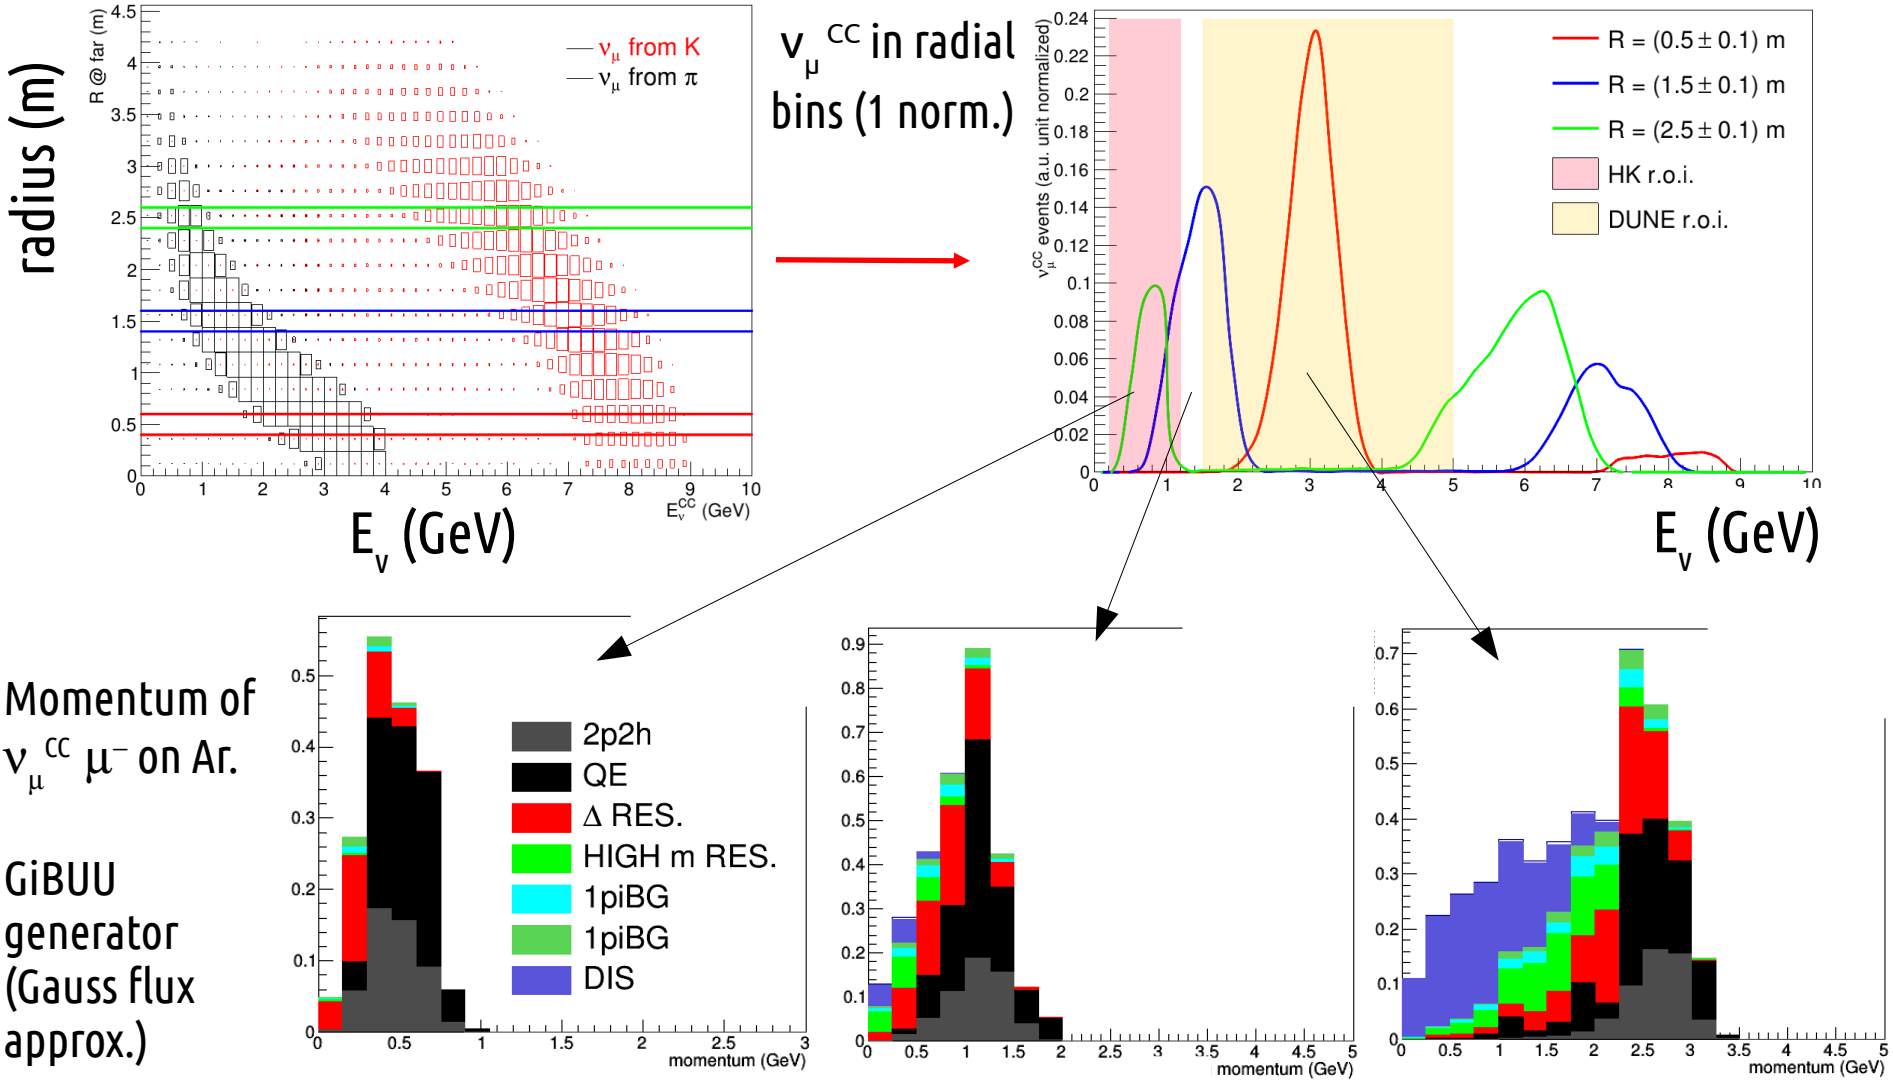 4.5
4
3.5
3
2.5
2
1.5
1
0.5
0
R @ far (m)
radius (m)
ν_μ from K
ν_μ from π
0 1 2 3 4 5 6 7 8 9 10
E_ν^CC (GeV)
E_ν (GeV)
ν_μ^CC in radial
bins (1 norm.)
0.24
0.22
0.2
0.18
0.16
0.14
0.12
0.1
0.08
0.06
0.04
0.02
0
ν_μ^CC events (a.u. unit normalized)
R = (0.5 ± 0.1) m
R = (1.5 ± 0.1) m
R = (2.5 ± 0.1) m
HK r.o.i.
DUNE r.o.i.
0 1 2 3 4 5 6 7 8 9 10
E_ν (GeV)
Momentum of
ν_μ^CC μ⁻ on Ar.
GiBUU
generator
(Gauss flux
approx.)
0.5
0.4
0.3
0.2
0.1
0
2p2h
QE
Δ RES.
HIGH m RES.
1piBG
1piBG
DIS
0 0.5 1 1.5 2 2.5 3
momentum (GeV)
0.9
0.8
0.7
0.6
0.5
0.4
0.3
0.2
0.1
0
0 0.5 1 1.5 2 2.5 3 3.5 4 4.5 5
momentum (GeV)
0.7
0.6
0.5
0.4
0.3
0.2
0.1
0
0 0.5 1 1.5 2 2.5 3 3.5 4 4.5 5
momentum (GeV)